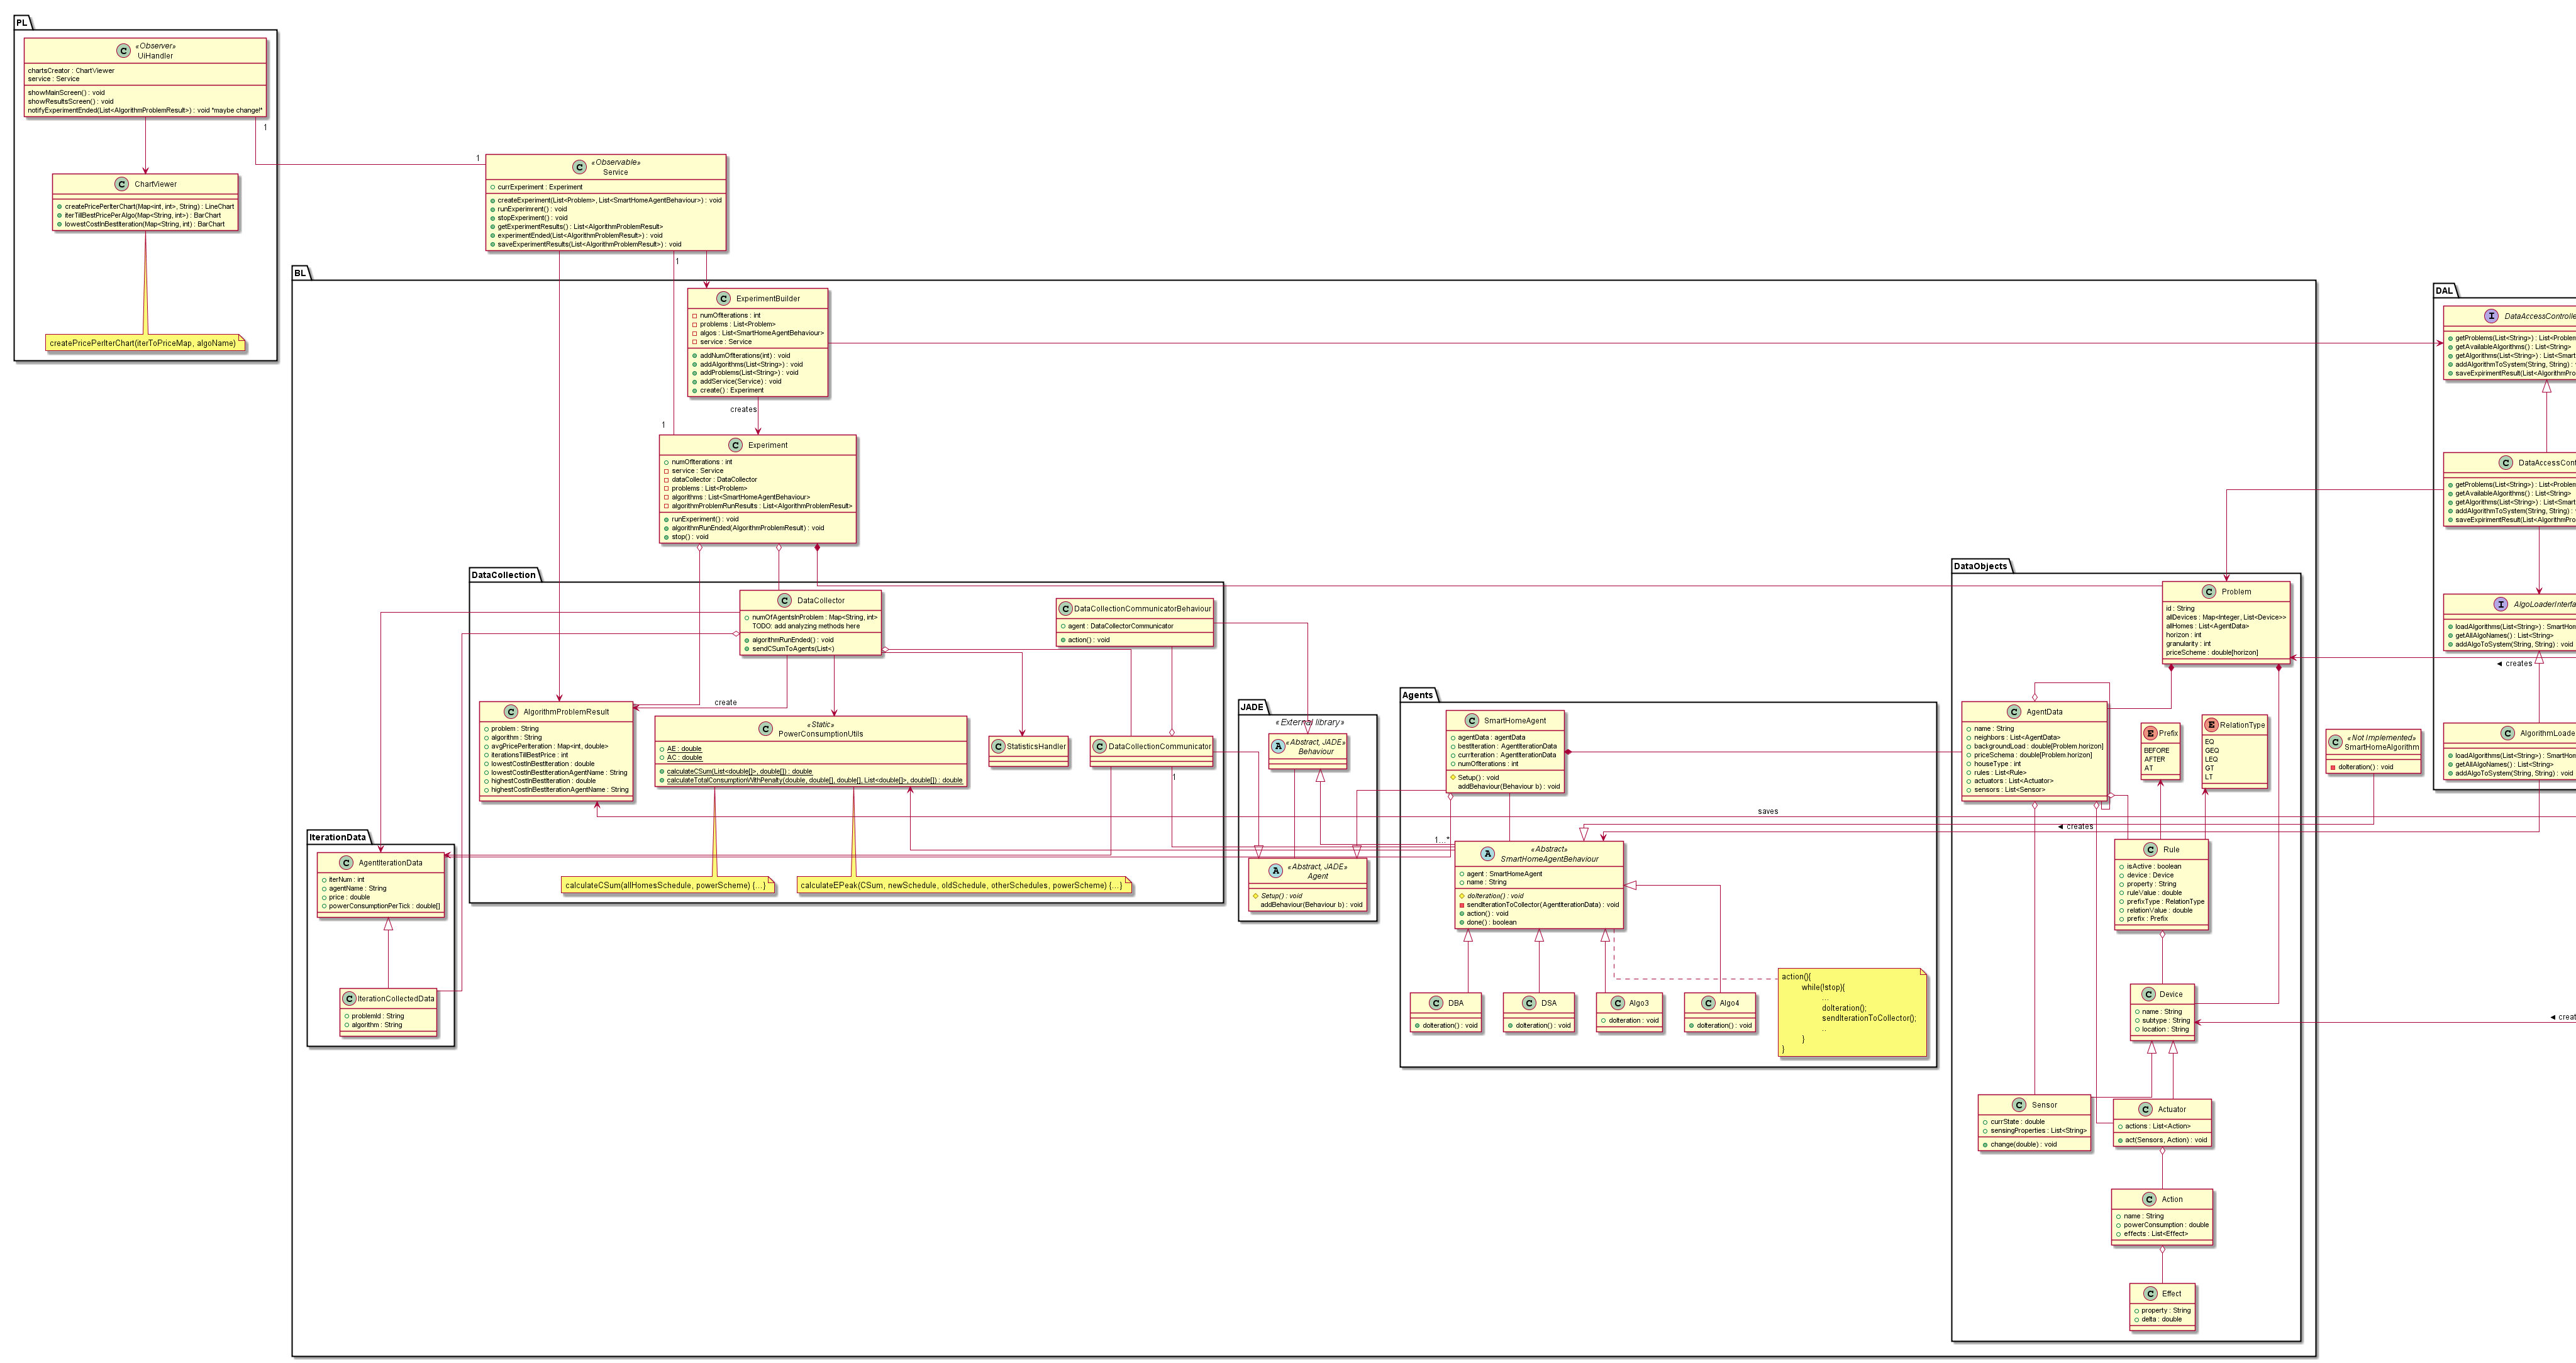 PL
«Observer»
UiHandler
chartsCreator : ChartViewer
service : Service
showMainScreen() : void
showResultsScreen() : void
notifyExperimentEnded(List<AlgorithmProblemResult>) : void *maybe change!*
1
ChartViewer
createPricePerIterChart(Map<int, int>, String) : LineChart
iterTillBestPricePerAlgo(Map<String, int>) : BarChart
lowestCostInBestIteration(Map<String, int) : BarChart
createPricePerIterChart(iterToPriceMap, algoName)
1
«Observable»
Service
currExperiment : Experiment
createExperiment(List<Problem>, List<SmartHomeAgentBehaviour>) : void
runExperimrent() : void
stopExperiment() : void
getExperimentResults() : List<AlgorithmProblemResult>
experimentEnded(List<AlgorithmProblemResult>) : void
saveExperimentResults(List<AlgorithmProblemResult>) : void
1
BL
ExperimentBuilder
numOfIterations : int
problems : List<Problem>
algos : List<SmartHomeAgentBehaviour>
service : Service
addNumOfIterations(int) : void
addAlgorithms(List<String>) : void
addProblems(List<String>) : void
addService(Service) : void
create() : Experiment
creates
1
Experiment
numOfIterations : int
service : Service
dataCollector : DataCollector
problems : List<Problem>
algorithms : List<SmartHomeAgentBehaviour>
algorithmProblemRunResults : List<AlgorithmProblemResult>
runExperiment() : void
algorithmRunEnded(AlgorithmProblemResult) : void
stop() : void
DataCollection
DataCollector
numOfAgentsInProblem : Map<String, int>
TODO: add analyzing methods here
algorithmRunEnded() : void
sendCSumToAgents(List<)
DataCollectionCommunicatorBehaviour
agent : DataCollectorCommunicator
action() : void
create
AlgorithmProblemResult
problem : String
algorithm : String
avgPricePerIteration : Map<int, double>
iterationsTillBestPrice : int
lowestCostInBestIteration : double
lowestCostInBestIterationAgentName : String
highestCostInBestIteration : double
highestCostInBestIterationAgentName : String
«Static»
PowerConsumptionUtils
AE : double
AC : double
calculateCSum(List<double[]>, double[]) : double
calculateTotalConsumptionWithPenalty(double, double[], double[], List<double[]>, double[]) : double
StatisticsHandler
DataCollectionCommunicator
1
calculateCSum(allHomesSchedule, powerScheme) {...}
calculateEPeak(CSum, newSchedule, oldSchedule, otherSchedules, powerScheme) {...}
IterationData
AgentIterationData
iterNum : int
agentName : String
price : double
powerConsumptionPerTick : double[]
IterationCollectedData
problemId : String
algorithm : String
JADE
«External library»
«Abstract, JADE»
Behaviour
«Abstract, JADE»
Agent
Setup() : void
addBehaviour(Behaviour b) : void
Agents
SmartHomeAgent
agentData : agentData
bestIteration : AgentIterationData
currIteration : AgentIterationData
numOfIterations : int
Setup() : void
addBehaviour(Behaviour b) : void
1...*
«Abstract»
SmartHomeAgentBehaviour
agent : SmartHomeAgent
name : String
doIteration() : void
sendIterationToCollector(AgentIterationData) : void
action() : void
done() : boolean
DBA
doIteration() : void
DSA
doIteration() : void
Algo3
doIteration : void
Algo4
doIteration() : void
action(){
while(!stop){
...
doIteration();
sendIterationToCollector();
..
}
}
saves
DataObjects
Problem
id : String
allDevices : Map<Integer, List<Device>>
allHomes : List<AgentData>
horizon : int
granularity : int
priceScheme : double[horizon]
AgentData
name : String
neighbors : List<AgentData>
backgroundLoad : double[Problem.horizon]
priceSchema : double[Problem.horizon]
houseType : int
rules : List<Rule>
actuators : List<Actuator>
sensors : List<Sensor>
Prefix
BEFORE
AFTER
AT
RelationType
EQ
GEQ
LEQ
GT
LT
◄ creates
Rule
isActive : boolean
device : Device
property : String
ruleValue : double
prefixType : RelationType
relationValue : double
prefix : Prefix
Device
name : String
subtype : String
location : String
Sensor
currState : double
sensingProperties : List<String>
change(double) : void
Actuator
actions : List<Action>
act(Sensors, Action) : void
Action
name : String
powerConsumption : double
effects : List<Effect>
Effect
property : String
delta : double
«Not Implemented»
SmartHomeAlgorithm
doIteration() : void
DAL
DataAccessControlle
getProblems(List<String>) : List<Problem
getAvailableAlgorithms() : List<String>
getAlgorithms(List<String>) : List<Smart
addAlgorithmToSystem(String, String) :
saveExpirimentResult(List<AlgorithmPro
DataAccessCont
getProblems(List<String>) : List<Problem
getAvailableAlgorithms() : List<String>
getAlgorithms(List<String>) : List<Smart
addAlgorithmToSystem(String, String) :
saveExpirimentResult(List<AlgorithmPro
AlgoLoaderInterfa
loadAlgorithms(List<String>) : SmartHom
getAllAlgoNames() : List<String>
addAlgoToSystem(String, String) : void
◄ creates
AlgorithmLoade
loadAlgorithms(List<String>) : SmartHom
getAllAlgoNames() : List<String>
addAlgoToSystem(String, String) : void
◄ creat